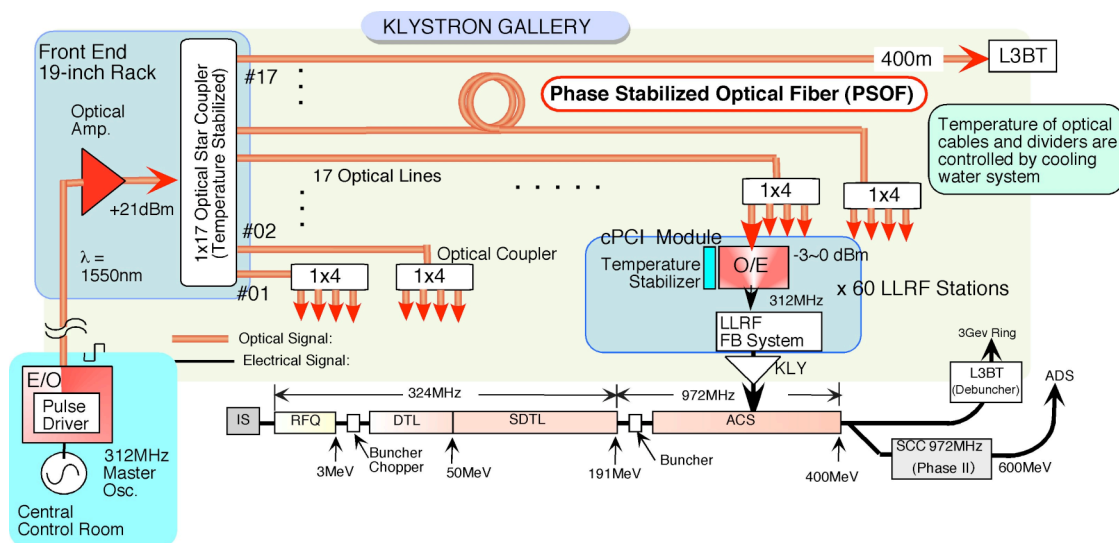 KLYSTRON GALLERY
Front End
19-inch Rack
Optical
Amp.
+21dBm
λ =
1550nm
1x17 Optical Star Coupler
(Temperature Stabilized)
#17
#02
#01
400m
L3BT
Phase Stabilized Optical Fiber (PSOF)
Temperature of optical
cables and dividers are
controlled by cooling
water system
17 Optical Lines
1x4
1x4
Optical Coupler
1x4
1x4
cPCI Module
Temperature
Stabilizer
O/E
-3~0 dBm
312MHz
x 60 LLRF Stations
LLRF
FB System
KLY
Optical Signal:
Electrical Signal:
E/O
Pulse
Driver
312MHz
Master
Osc.
Central
Control Room
324MHz
972MHz
IS
RFQ
DTL
SDTL
ACS
3MeV
Buncher
Chopper
50MeV
191MeV
Buncher
400MeV
3Gev Ring
L3BT
(Debuncher)
ADS
SCC 972MHz
(Phase II)
600MeV